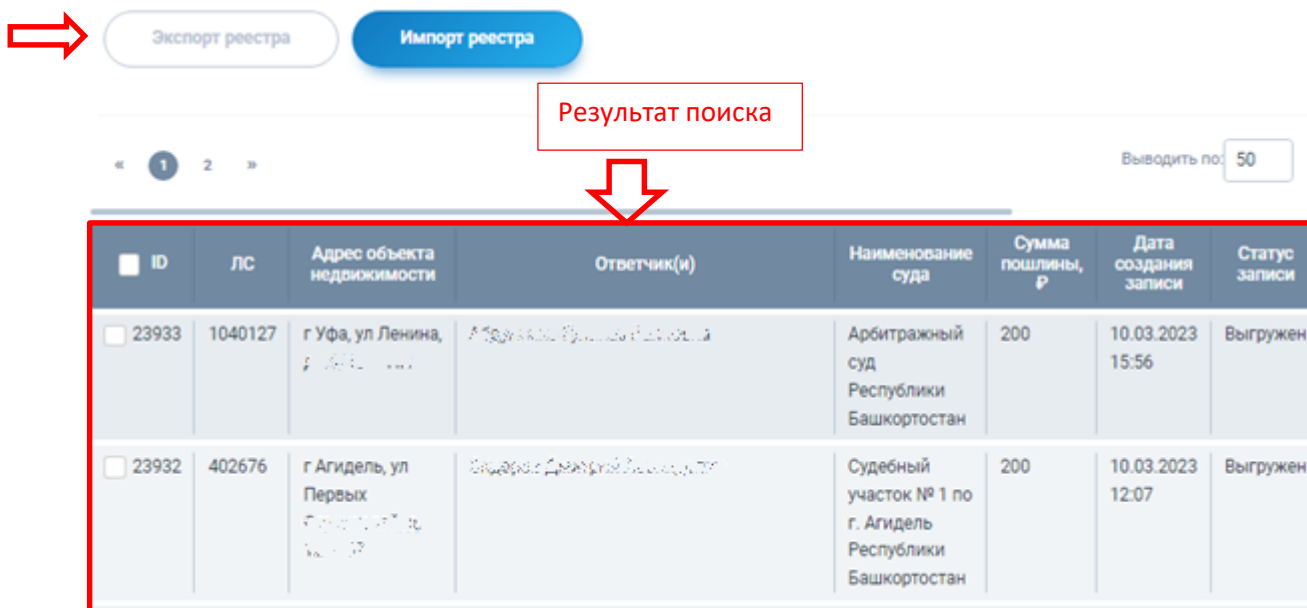 Экспорт реестра
Импорт реестра
Результат поиска
« 1 2 »
Выводить по: 50
ID
ЛС
Адрес объекта
недвижимости
Ответчик(и)
Наименование
суда
Сумма
пошлины,
₽
Дата
создания
записи
Статус
записи
23933
1040127
г Уфа, ул Ленина,
Арбитражный
суд
Республики
Башкортостан
200
10.03.2023
15:56
Выгружен
23932
402676
г Агидель, ул
Первых
Судебный
участок № 1 по
г. Агидель
Республики
Башкортостан
200
10.03.2023
12:07
Выгружен